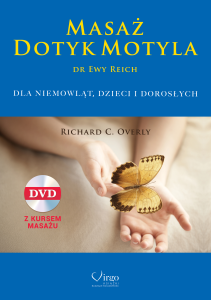 MASAŻ
DOTYK MOTYLA
DR EWY REICH
DLA NIEMOWLĄT, DZIECI I DOROSŁYCH
RICHARD C. OVERLY
DVD
Z KURSEM
MASAŻU
Virgo